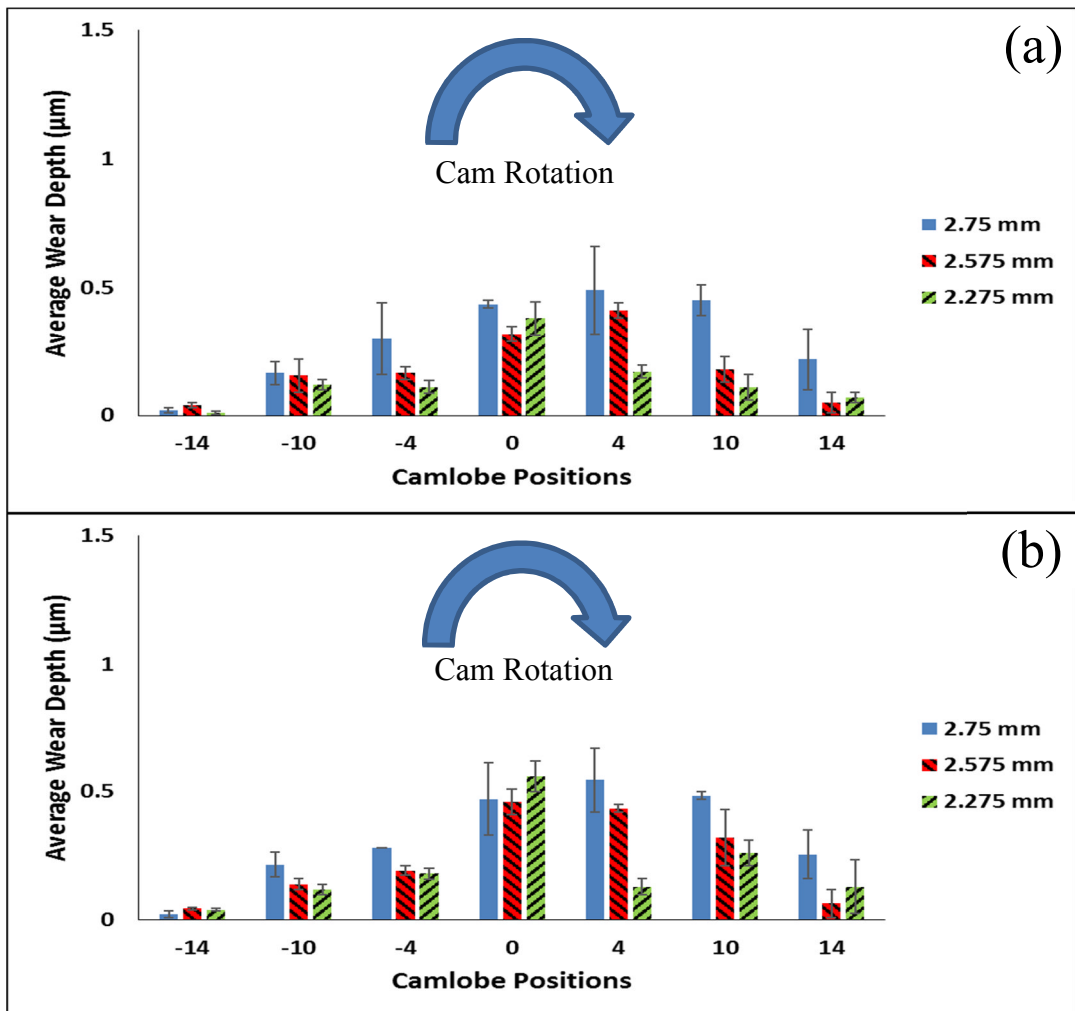 (a)
1.5
1
0.5
0
Average Wear Depth (µm)
Cam Rotation
2.75 mm
2.575 mm
2.275 mm
-14 -10 -4 0 4 10 14
Camlobe Positions
(b)
1.5
1
0.5
0
Average Wear Depth (µm)
Cam Rotation
2.75 mm
2.575 mm
2.275 mm
-14 -10 -4 0 4 10 14
Camlobe Positions